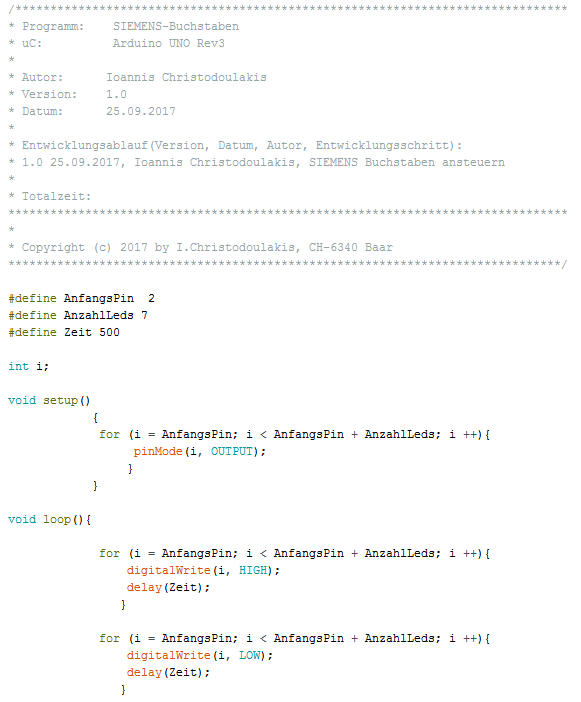 /*******************************************************************************
* Programm:    SIEMENS-Buchstaben
* uC:          Arduino UNO Rev3
*
* Autor:      Ioannis Christodoulakis
* Version:    1.0
* Datum:      25.09.2017
*
* Entwicklungsablauf(Version, Datum, Autor, Entwicklungsschritt):
* 1.0 25.09.2017, Ioannis Christodoulakis, SIEMENS Buchstaben ansteuern
*
* Totalzeit:
********************************************************************************
*
* Copyright (c) 2017 by I.Christodoulakis, CH-6340 Baar
*******************************************************************************/

#define AnfangsPin  2
#define AnzahlLeds 7
#define Zeit 500

int i;

void setup()
            {
             for (i = AnfangsPin; i < AnfangsPin + AnzahlLeds; i ++){
                  pinMode(i, OUTPUT);
                 }
            }

void loop(){

             for (i = AnfangsPin; i < AnfangsPin + AnzahlLeds; i ++){
                 digitalWrite(i, HIGH);
                 delay(Zeit);
                }

             for (i = AnfangsPin; i < AnfangsPin + AnzahlLeds; i ++){
                 digitalWrite(i, LOW);
                 delay(Zeit);
                }